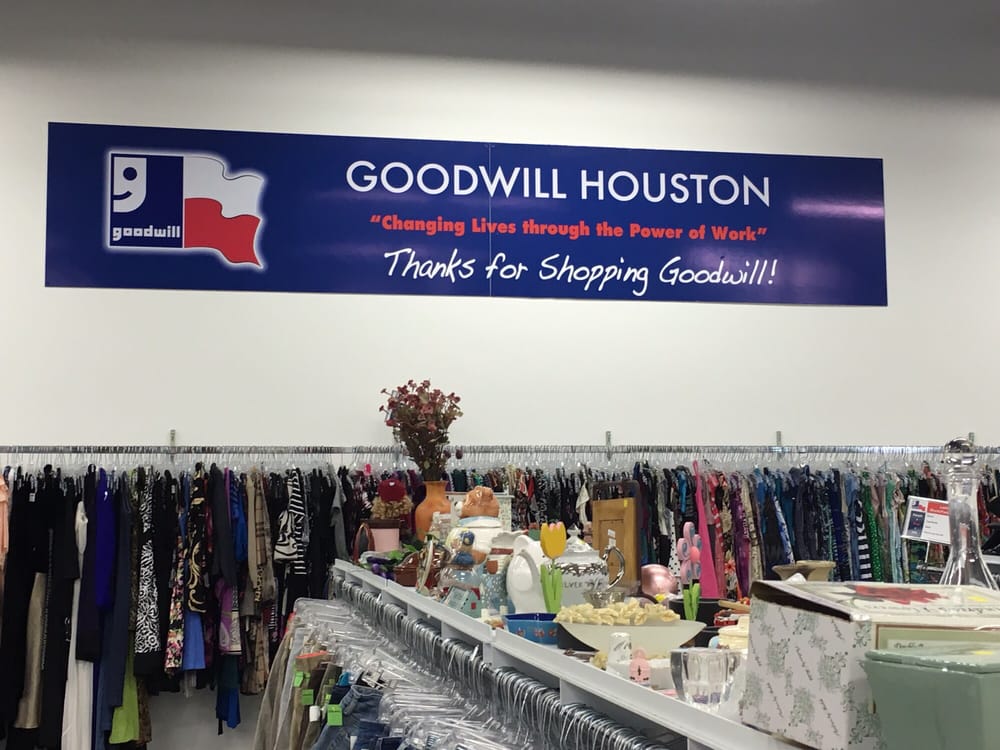 goodwill
GOODWILL HOUSTON
"Changing Lives through the Power of Work"
Thanks for Shopping Goodwill!